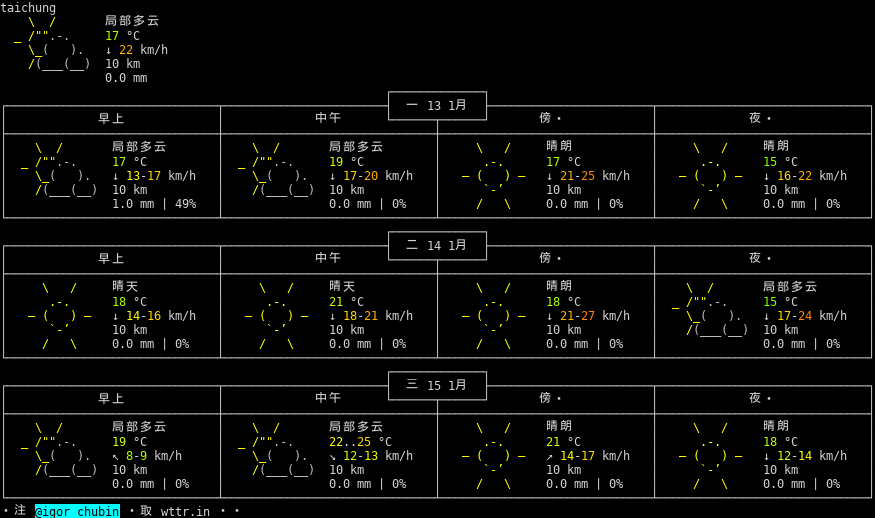 taichung
局部多云
17 °C
↓ 22 km/h
10 km
0.0 mm
一 13 1月
早上 中午 傍・ 夜・
局部多云 局部多云 晴朗 晴朗
17 °C 19 °C 17 °C 15 °C
↓ 13-17 km/h ↓ 17-20 km/h ↓ 21-25 km/h ↓ 16-22 km/h
10 km 10 km 10 km 10 km
1.0 mm | 49% 0.0 mm | 0% 0.0 mm | 0% 0.0 mm | 0%
二 14 1月
早上 中午 傍・ 夜・
晴天 晴天 晴朗 局部多云
18 °C 21 °C 18 °C 15 °C
↓ 14-16 km/h ↓ 18-21 km/h ↓ 21-27 km/h ↓ 17-24 km/h
10 km 10 km 10 km 10 km
0.0 mm | 0% 0.0 mm | 0% 0.0 mm | 0% 0.0 mm | 0%
三 15 1月
早上 中午 傍・ 夜・
局部多云 局部多云 晴朗 晴朗
19 °C 22..25 °C 21 °C 18 °C
↖ 8-9 km/h ↘ 12-13 km/h ↗ 14-17 km/h ↓ 12-14 km/h
10 km 10 km 10 km 10 km
0.0 mm | 0% 0.0 mm | 0% 0.0 mm | 0% 0.0 mm | 0%
・注 @igor_chubin ・取 wttr.in ・・